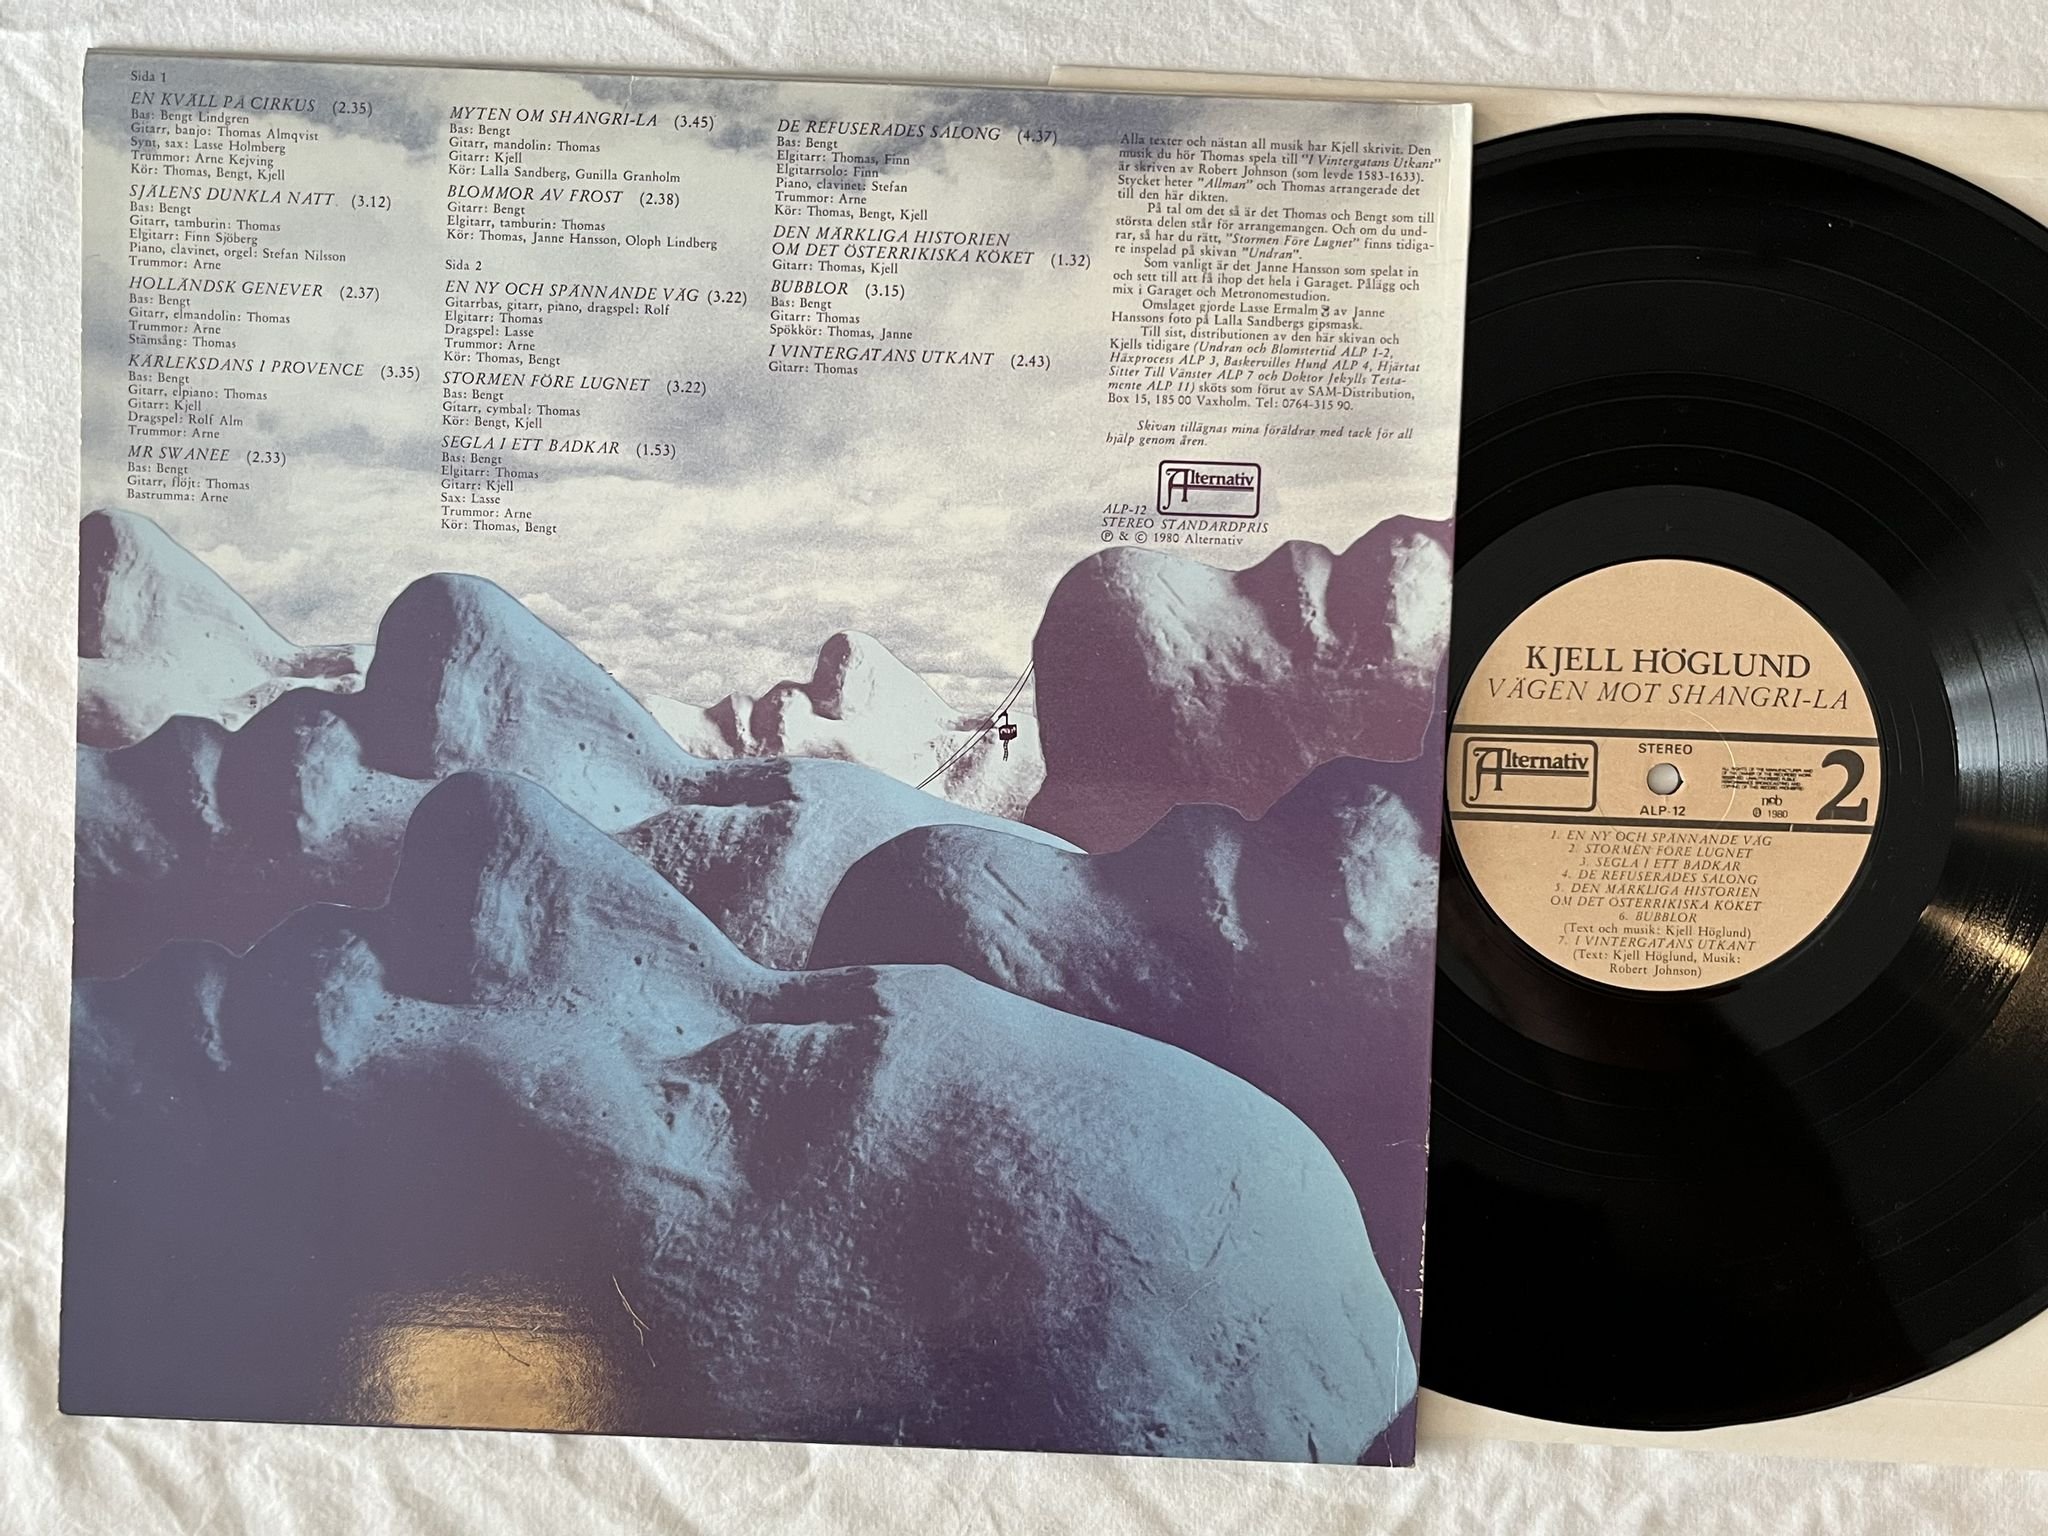 Sida 1
EN KVÄLL PÅ CIRKUS (2.35)
Bas: Bengt Lindgren
Gitarr, banjo: Thomas Almqvist
Synt, sax: Lasse Holmberg
Trummor: Arne Kejving
Kör: Thomas, Bengt, Kjell
SJÄLENS DUNKLA NATT. (3.12)
Bas: Bengt
Gitarr, tamburin: Thomas
Elgitarr: Finn Sjöberg
Piano, clavinet, orgel: Stefan Nilsson
Trummor: Arne
HOLLÄNDSK GENEVER (2.37)
Bas: Bengt
Gitarr, elmandolin: Thomas
Trummor: Arne
Stämsång: Thomas
KÄRLEKSDANS I PROVENCE (3.35)
Bas: Bengt
Gitarr, elpiano: Thomas
Gitarr: Kjell
Dragspel: Rolf Alm
Trummor: Arne
MR SWANEE (2.33)
Bas: Bengt
Gitarr, flöjt: Thomas
Bastrumma: Arne
MYTEN OM SHANGRI-LA (3.45)
Bas: Bengt
Gitarr, mandolin: Thomas
Gitarr: Kjell
Kör: Lalla Sandberg, Gunilla Granholm
BLOMMOR AV FROST (2.38)
Gitarr: Bengt
Elgitarr, tamburin: Thomas
Kör: Thomas, Janne Hansson, Oloph Lindberg
Sida 2
EN NY OCH SPÄNNANDE VÄG (3.22)
Gitarrbas, gitarr, piano, dragspel: Rolf
Elgitarr: Thomas
Dragspel: Lasse
Trummor: Arne
Kör: Thomas, Bengt
STORMEN FÖRE LUGNET (3.22)
Bas: Bengt
Gitarr, cymbal: Thomas
Kör: Bengt, Kjell
SEGLA I ETT BADKAR (1.53)
Bas: Bengt
Elgitarr: Thomas
Gitarr: Kjell
Sax: Lasse
Trummor: Arne
Kör: Thomas, Bengt
DE REFUSERADES SALONG (4.37)
Bas: Bengt
Elgitarr: Thomas, Finn
Elgitarrsolo: Finn
Piano, clavinet: Stefan
Trummor: Arne
Kör: Thomas, Bengt, Kjell
DEN MÄRKLIGA HISTORIEN
OM DET ÖSTERRIKISKA KÖKET (1.32)
Gitarr: Thomas, Kjell
BUBBLOR (3.15)
Bas: Bengt
Gitarr: Thomas
Spökkör: Thomas, Janne
I VINTERGATANS UTKANT (2.43)
Gitarr: Thomas
Alla texter och nästan all musik har Kjell skrivit. Den
musik du hör Thomas spela till "I Vintergatans Utkant"
är skriven av Robert Johnson (som levde 1583-1633).
Stycket heter "Allman" och Thomas arrangerade det
till den här dikten.
På tal om det så är det Thomas och Bengt som till
största delen står för arrangemangen. Och om du und-
rar, så har du rätt, "Stormen Före Lugnet" finns tidiga-
re inspelad på skivan "Undran".
Som vanligt är det Janne Hansson som spelat in
och sett till att få ihop det hela i Garaget. Pålägg och
mix i Garaget och Metronomestudion.
Omslaget gjorde Lasse Ermalm av Janne
Hanssons foto på Lalla Sandbergs gipsmask.
Till sist, distributionen av den här skivan och
Kjells tidigare (Undran och Blomstertid ALP 1-2,
Häxprocess ALP 3, Baskervilles Hund ALP 4, Hjärtat
Sitter Till Vänster ALP 7 och Doktor Jekylls Testa-
mente ALP 11) sköts som förut av SAM-Distribution,
Box 15, 185 00 Vaxholm. Tel: 0764-315 90.
Skivan tillägnas mina föräldrar med tack för all
hjälp genom åren.
Alternativ
ALP-12
STEREO STANDARDPRIS
Ⓟ & © 1980 Alternativ
KJELL HÖGLUND
VÄGEN MOT SHANGRI-LA
Alternativ
STEREO
ALP-12
ALL RIGHTS OF THE MANUFACTURER AND
OF THE OWNER OF THE RECORDED WORK
RESERVED. UNAUTHORISED PUBLIC
PERFORMANCE BROADCASTING AND
COPYING OF THIS RECORD PROHIBITED
ncb
Ⓟ 1980
2
1. EN NY OCH SPÄNNANDE VÄG
2. STORMEN FÖRE LUGNET
3. SEGLA I ETT BADKAR
4. DE REFUSERADES SALONG
5. DEN MÄRKLIGA HISTORIEN
OM DET ÖSTERRIKISKA KÖKET
6. BUBBLOR
(Text och musik: Kjell Höglund)
7. I VINTERGATANS UTKANT
(Text: Kjell Höglund, Musik:
Robert Johnson)